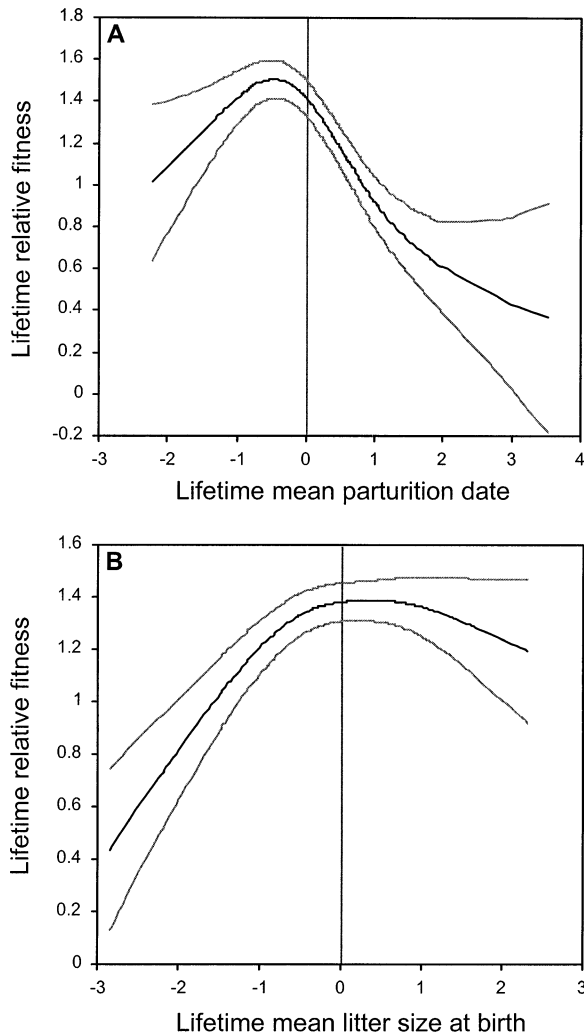 A
1.8
1.6
1.4
1.2
1
0.8
0.6
0.4
0.2
0
-0.2
-3 -2 -1 0 1 2 3 4
Lifetime relative fitness
Lifetime mean parturition date
B
1.6
1.4
1.2
1
0.8
0.6
0.4
0.2
0
-3 -2 -1 0 1 2 3
Lifetime relative fitness
Lifetime mean litter size at birth